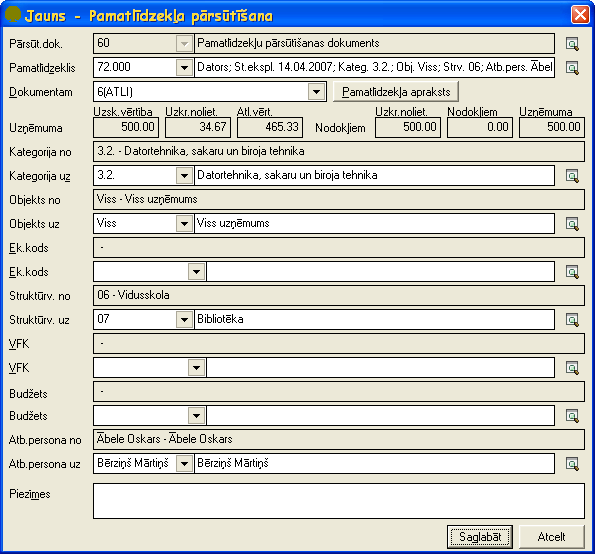 Jauns - Pamatlīdzekļa pārsūtīšana
Pārsūt.dok. 60 Pamatlīdzekļu pārsūtīšanas dokuments
Pamatlīdzeklis 72.000 Dators; St.ekspl. 14.04.2007; Kateg. 3.2.; Obj. Viss; Strv. 06; Atb.pers. Ābel
Dokumentam 6(ATLI) Pamatlīdzekļa apraksts
Uzsk.vērtība Uzkr.noliet. Atl.vērt. Uzkr.noliet. Nodokļiem Uzņēmuma
Uzņēmuma 500.00 34.67 465.33 Nodokļiem 500.00 0.00 500.00
Kategorija no 3.2. - Datortehnika, sakaru un biroja tehnika
Kategorija uz 3.2. Datortehnika, sakaru un biroja tehnika
Objekts no Viss - Viss uzņēmums
Objekts uz Viss Viss uzņēmums
Ek.kods -
Ek.kods
Struktūrv. no 06 - Vidusskola
Struktūrv. uz 07 Bibliotēka
VFK -
VFK
Budžets -
Budžets
Atb.persona no Ābele Oskars - Ābele Oskars
Atb.persona uz Bērziņš Mārtiņš Bērziņš Mārtiņš
Piezīmes
Saglabāt Atcelt